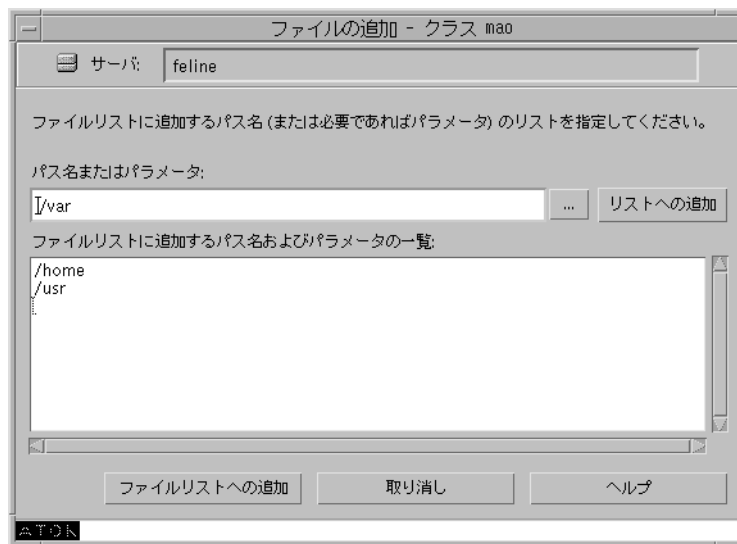 ファイルの追加 - クラス mao
サーバ: feline
ファイルリストに追加するパス名 (または必要であればパラメータ) のリストを指定してください。
パス名またはパラメータ:
/var ... リストへの追加
ファイルリストに追加するパス名およびパラメータの一覧:
/home
/usr
ファイルリストへの追加 取り消し ヘルプ
ATOK